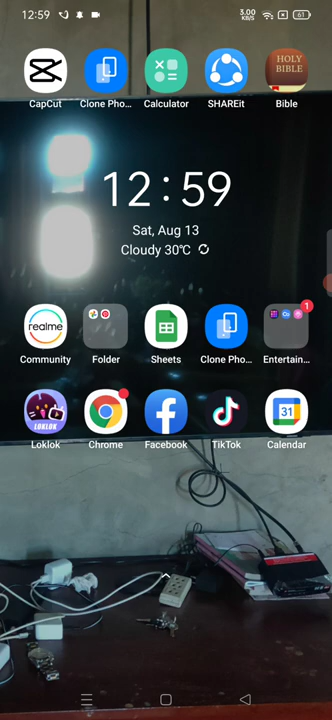 12:59
3.00
KB/S
61
HOLY
BIBLE
CapCut
Clone Pho...
Calculator
SHAREit
Bible
12:59
Sat, Aug 13
Cloudy 30°C
realme
1
Community
Folder
Sheets
Clone Pho...
Entertain...
LOKLOK
31
Loklok
Chrome
Facebook
TikTok
Calendar